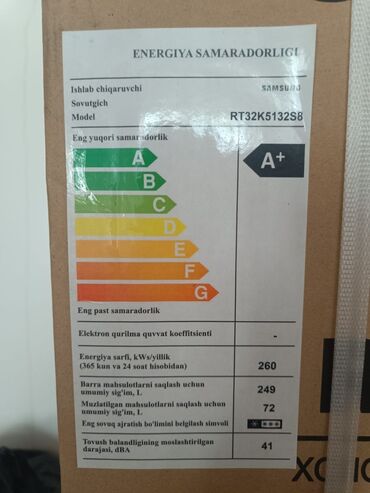 ENERGIYA SAMARADORLIGI
Ishlab chiqaruvchi SAMSUNG
Sovutgich
Model RT32K5132S8
Eng yuqori samaradorlik
A A+
B
C
D
E
F
G
Eng past samaradorlik
Elektron qurilma quvvat koeffitsienti -
Energiya sarfi, kWs/yillik
(365 kun va 24 soat hisobidan) 260
Barra mahsulotlarni saqlash uchun
umumiy sig'im, L 249
Muzlatilgan mahsulotlarni saqlash uchun
umumiy sig'im, L 72
Eng sovuq ajratish bo'limini belgilash simvoli
Tovush balandligining moslashtirilgan
darajasi, dBA 41